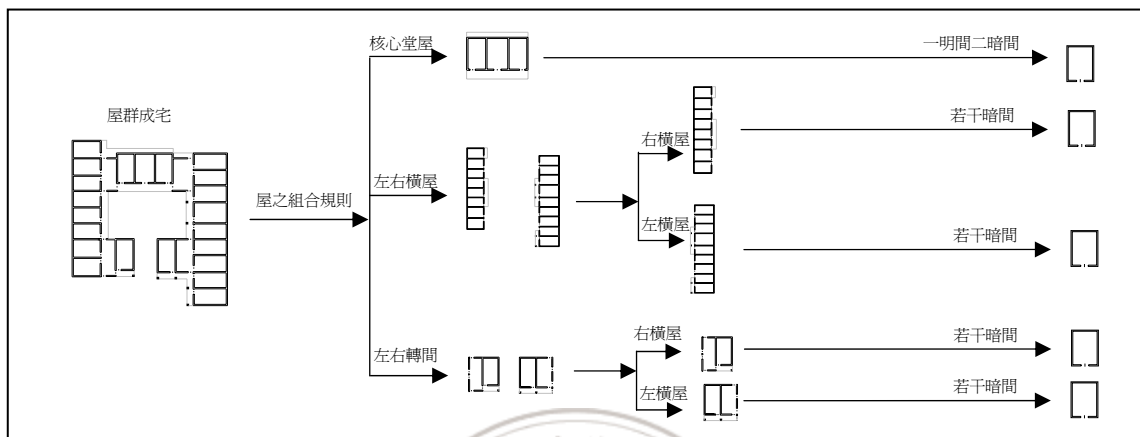 核心堂屋
一明間二暗間
屋群成宅
若干暗間
右橫屋
左右橫屋
屋之組合規則
左橫屋
若干暗間
右橫屋
若干暗間
左右轉間
左橫屋
若干暗間